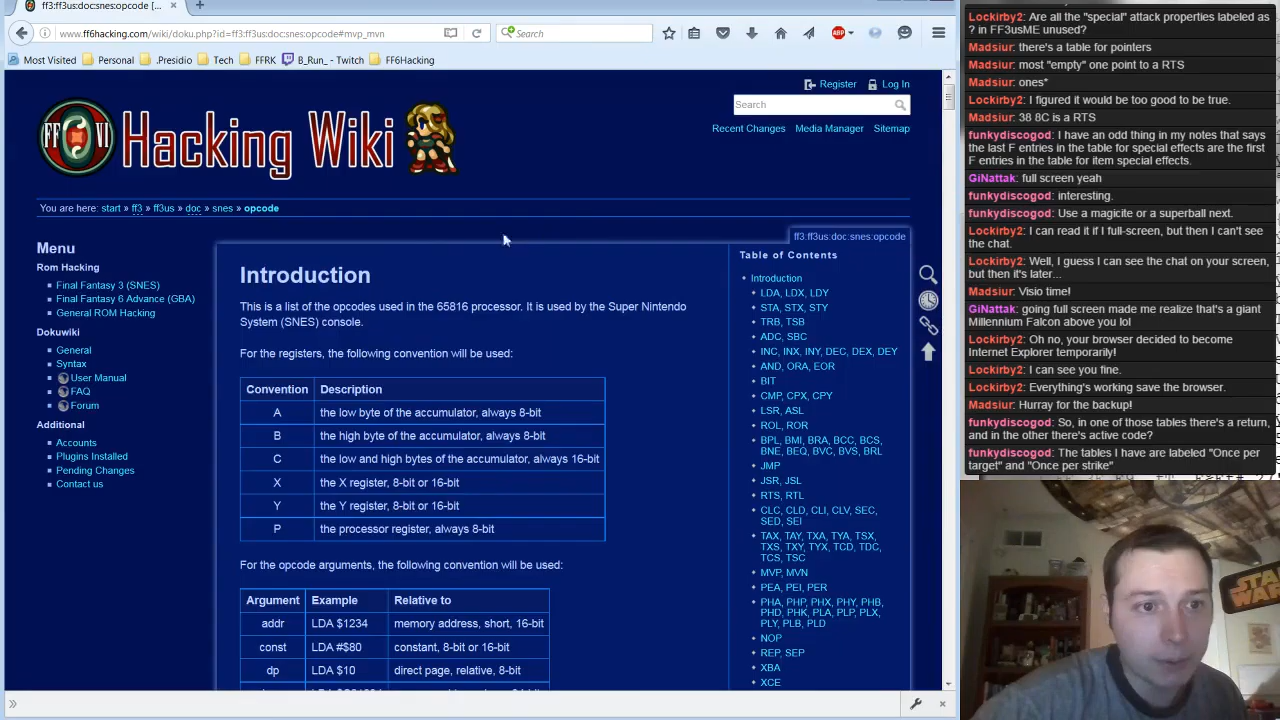 ff3:ff3us:doc:snes:opcode [...
www.ff6hacking.com/wiki/doku.php?id=ff3:ff3us:doc:snes:opcode#mvp_mvn
Search
Most Visited Personal .Presidio Tech FFRK B_Run_ - Twitch FF6Hacking
Register Log In
Search
Recent Changes Media Manager Sitemap
FF VI Hacking Wiki
You are here: start » ff3 » ff3us » doc » snes » opcode
ff3:ff3us:doc:snes:opcode
Menu
Rom Hacking
Final Fantasy 3 (SNES)
Final Fantasy 6 Advance (GBA)
General ROM Hacking
Dokuwiki
General
Syntax
User Manual
FAQ
Forum
Additional
Accounts
Plugins Installed
Pending Changes
Contact us
Introduction
This is a list of the opcodes used in the 65816 processor. It is used by the Super Nintendo
System (SNES) console.
For the registers, the following convention will be used:
Convention Description
A the low byte of the accumulator, always 8-bit
B the high byte of the accumulator, always 8-bit
C the low and high bytes of the accumulator, always 16-bit
X the X register, 8-bit or 16-bit
Y the Y register, 8-bit or 16-bit
P the processor register, always 8-bit
For the opcode arguments, the following convention will be used:
Argument Example Relative to
addr LDA $1234 memory address, short, 16-bit
const LDA #$80 constant, 8-bit or 16-bit
dp LDA $10 direct page, relative, 8-bit
Table of Contents
Introduction
LDA, LDX, LDY
STA, STX, STY
TRB, TSB
ADC, SBC
INC, INX, INY, DEC, DEX, DEY
AND, ORA, EOR
BIT
CMP, CPX, CPY
LSR, ASL
ROL, ROR
BPL, BMI, BRA, BCC, BCS,
BNE, BEQ, BVC, BVS, BRL
JMP
JSR, JSL
RTS, RTL
CLC, CLD, CLI, CLV, SEC,
SED, SEI
TAX, TAY, TXA, TYA, TSX,
TXS, TXY, TYX, TCD, TDC,
TCS, TSC
MVP, MVN
PEA, PEI, PER
PHA, PHP, PHX, PHY, PHB,
PHD, PHK, PLA, PLP, PLX,
PLY, PLB, PLD
NOP
REP, SEP
XBA
XCE
Lockirby2: Are all the "special" attack properties labeled as
? in FF3usME unused?
Madsiur: there's a table for pointers
Madsiur: most "empty" one point to a RTS
Madsiur: ones*
Lockirby2: I figured it would be too good to be true.
Madsiur: 38 8C is a RTS
funkydiscogod: I have an odd thing in my notes that says
the last F entries in the table for special effects are the first
F entries in the table for item special effects.
GiNattak: full screen yeah
funkydiscogod: interesting.
funkydiscogod: Use a magicite or a superball next.
Lockirby2: I can read it if I full-screen, but then I can't see
the chat.
Lockirby2: Well, I guess I can see the chat on your screen,
but then it's later...
Madsiur: Visio time!
GiNattak: going full screen made me realize that's a giant
Millennium Falcon above you lol
Lockirby2: Oh no, your browser decided to become
Internet Explorer temporarily!
Lockirby2: I can see you fine.
Lockirby2: Everything's working save the browser.
Madsiur: Hurray for the backup!
funkydiscogod: So, in one of those tables there's a return,
and in the other there's active code?
funkydiscogod: The tables I have are labeled "Once per
target" and "Once per strike"
STAR
WARS